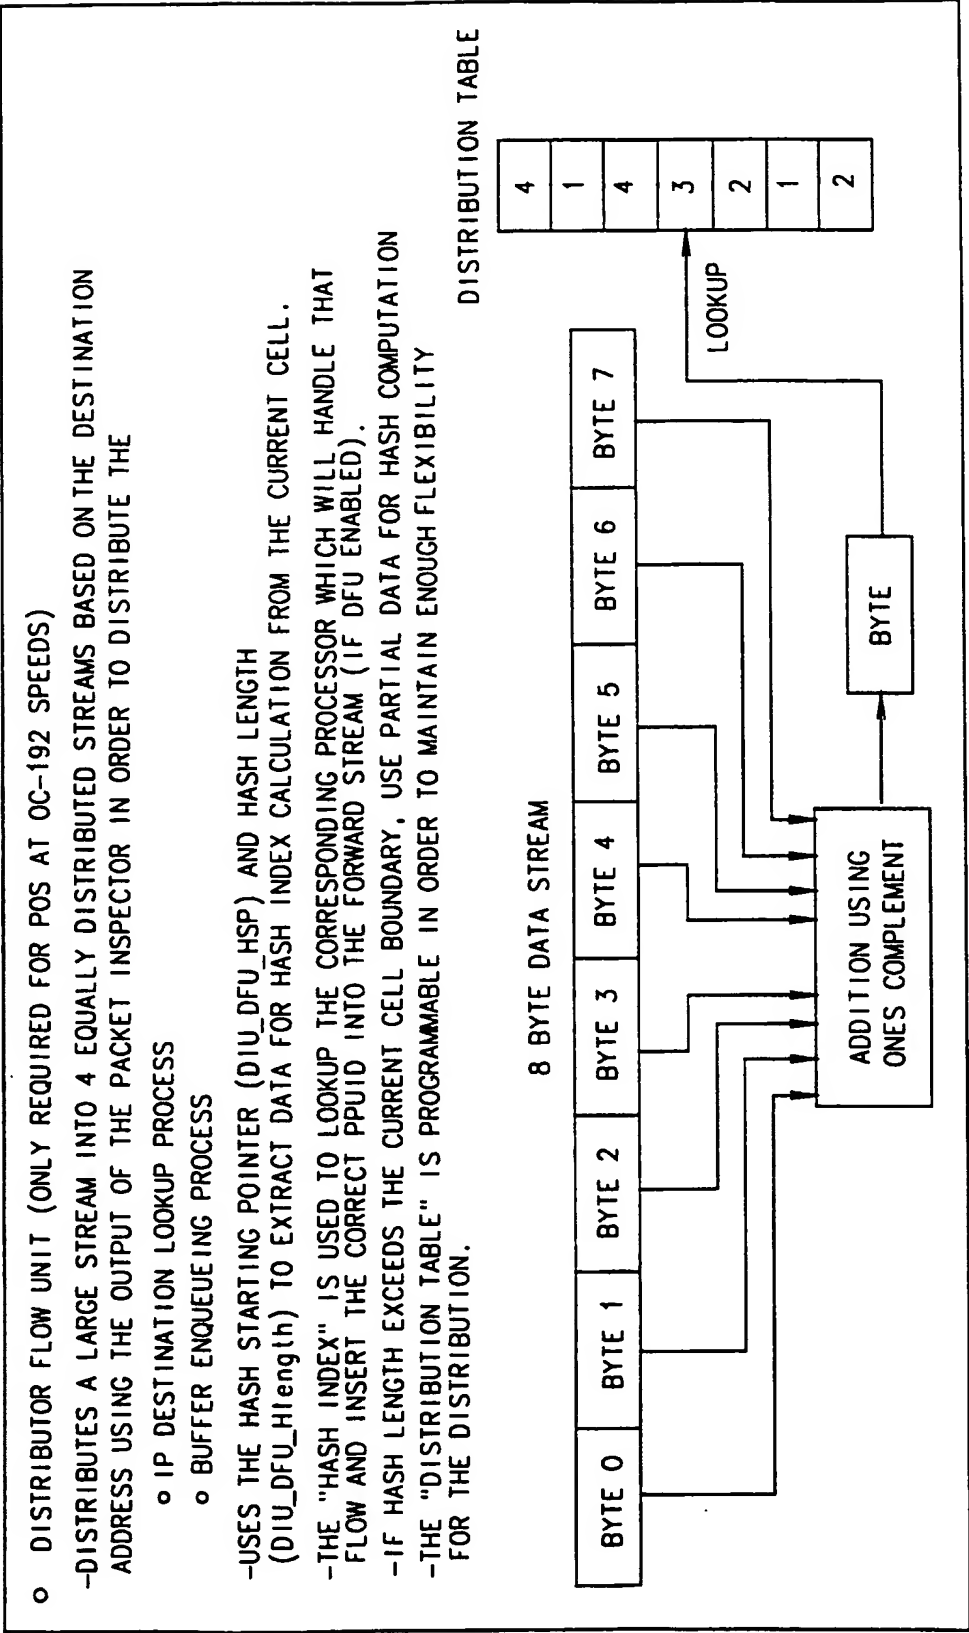 o DISTRIBUTOR FLOW UNIT (ONLY REQUIRED FOR POS AT OC-192 SPEEDS)
-DISTRIBUTES A LARGE STREAM INTO 4 EQUALLY DISTRIBUTED STREAMS BASED ON THE DESTINATION
ADDRESS USING THE OUTPUT OF THE PACKET INSPECTOR IN ORDER TO DISTRIBUTE THE
o IP DESTINATION LOOKUP PROCESS
o BUFFER ENQUEUEING PROCESS
-USES THE HASH STARTING POINTER (DIU_DFU_HSP) AND HASH LENGTH
(DIU_DFU_Hlength) TO EXTRACT DATA FOR HASH INDEX CALCULATION FROM THE CURRENT CELL.
-THE "HASH INDEX" IS USED TO LOOKUP THE CORRESPONDING PROCESSOR WHICH WILL HANDLE THAT
FLOW AND INSERT THE CORRECT PPUID INTO THE FORWARD STREAM (IF DFU ENABLED).
-IF HASH LENGTH EXCEEDS THE CURRENT CELL BOUNDARY, USE PARTIAL DATA FOR HASH COMPUTATION
-THE "DISTRIBUTION TABLE" IS PROGRAMMABLE IN ORDER TO MAINTAIN ENOUGH FLEXIBILITY
FOR THE DISTRIBUTION.
DISTRIBUTION TABLE
8 BYTE DATA STREAM
BYTE 0
BYTE 1
BYTE 2
BYTE 3
BYTE 4
BYTE 5
BYTE 6
BYTE 7
LOOKUP
4
1
4
3
2
1
2
ADDITION USING
ONES COMPLEMENT
BYTE